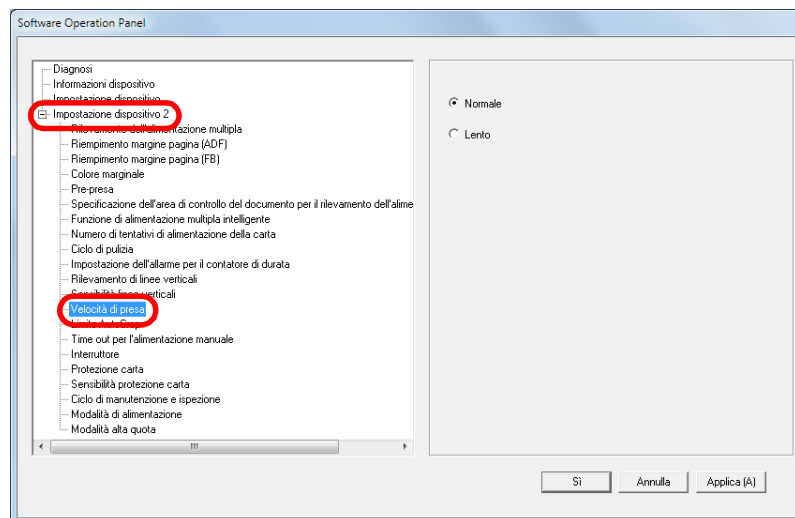 Software Operation Panel
Diagnosi
Informazioni dispositivo
Impostazione dispositivo
Impostazione dispositivo 2
Rilevamento dell'alimentazione multipla
Riempimento margine pagina (ADF)
Riempimento margine pagina (FB)
Colore marginale
Pre-presa
Specificazione dell'area di controllo del documento per il rilevamento dell'alime
Funzione di alimentazione multipla intelligente
Numero di tentativi di alimentazione della carta
Ciclo di pulizia
Impostazione dell'allarme per il contatore di durata
Rilevamento di linee verticali
Sensibilità linee verticali
Velocità di presa
Limite AutoCrop
Time out per l'alimentazione manuale
Interruttore
Protezione carta
Sensibilità protezione carta
Ciclo di manutenzione e ispezione
Modalità di alimentazione
Modalità alta quota
Normale
Lento
Sì
Annulla
Applica (A)